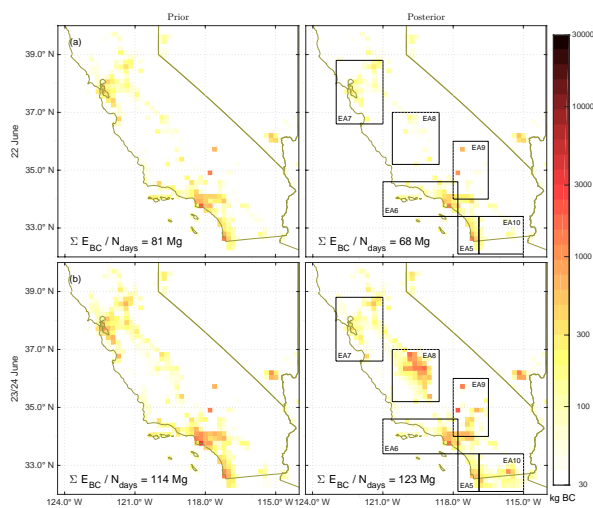 Prior
Posterior
(a)
39.0° N
37.0° N
35.0° N
33.0° N
22 June
Σ E_BC / N_days = 81 Mg
EA7
EA8
EA9
EA6
EA5
EA10
Σ E_BC / N_days = 68 Mg
(b)
39.0° N
37.0° N
35.0° N
33.0° N
23/24 June
Σ E_BC / N_days = 114 Mg
EA7
EA8
EA9
EA6
EA5
EA10
Σ E_BC / N_days = 123 Mg
124.0° W
121.0° W
118.0° W
115.0° W
124.0° W
121.0° W
118.0° W
115.0° W
30000
10000
3000
1000
300
100
30
kg BC